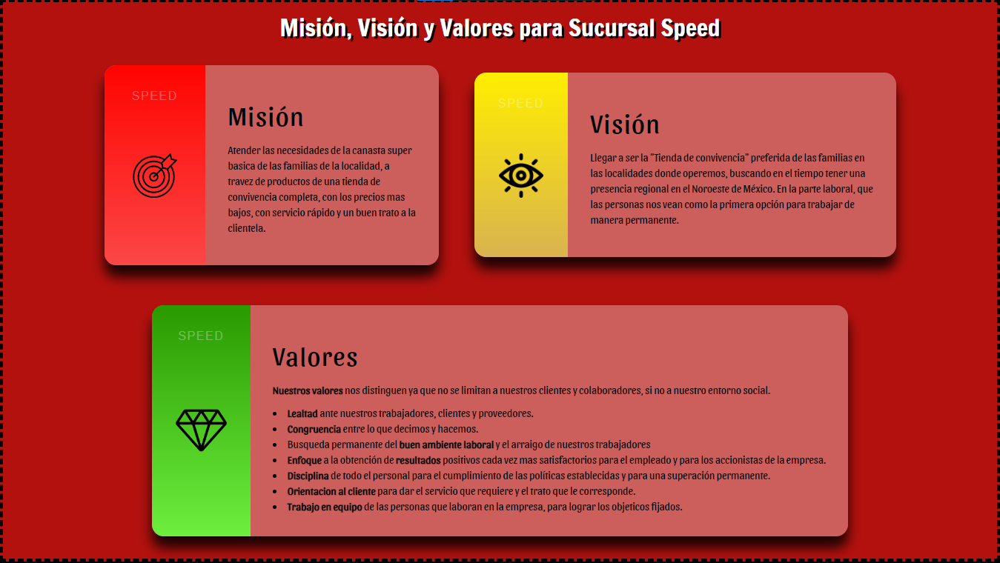 Misión, Visión y Valores para Sucursal Speed
SPEED
Misión
Atender las necesidades de la canasta super
basica de las familias de la localidad, a
travez de productos de una tienda de
convivencia completa, con los precios mas
bajos, con servicio rápido y un buen trato a la
clientela.
SPEED
Visión
Llegar a ser la "Tienda de convivencia" preferida de las familias en
las localidades donde operemos, buscando en el tiempo tener una
presencia regional en el Noroeste de México. En la parte laboral, que
las personas nos vean como la primera opción para trabajar de
manera permanente.
SPEED
Valores
Nuestros valores nos distinguen ya que no se limitan a nuestros clientes y colaboradores, si no a nuestro entorno social.
• Lealtad ante nuestros trabajadores, clientes y proveedores.
• Congruencia entre lo que decimos y hacemos.
• Busqueda permanente del buen ambiente laboral y el arraigo de nuestros trabajadores
• Enfoque a la obtención de resultados positivos cada vez mas satisfactorios para el empleado y para los accionistas de la empresa.
• Disciplina de todo el personal para el cumplimiento de las políticas establecidas y para una superación permanente.
• Orientacion al cliente para dar el servicio que requiere y el trato que le corresponde.
• Trabajo en equipo de las personas que laboran en la empresa, para lograr los objeticos fijados.